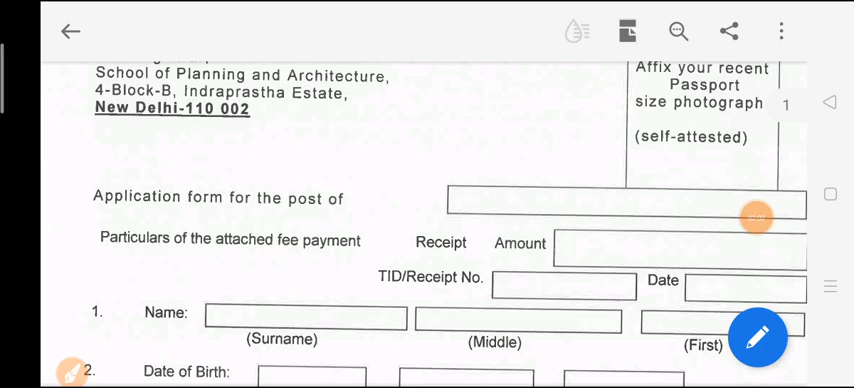 School of Planning and Architecture,
4-Block-B, Indraprastha Estate,
New Delhi-110 002
Affix your recent
Passport
size photograph
(self-attested)
1
Application form for the post of
Particulars of the attached fee payment Receipt Amount
TID/Receipt No. Date
1. Name:
(Surname) (Middle) (First)
2. Date of Birth: